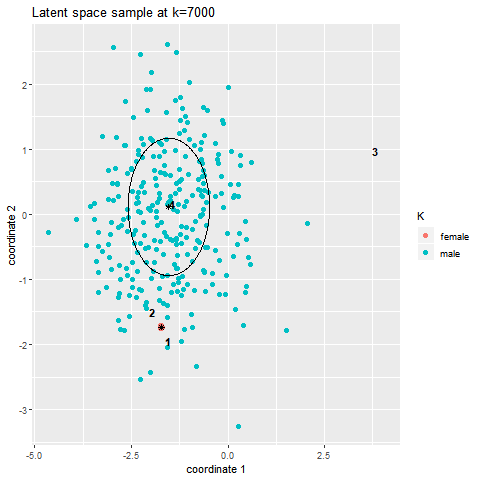 Latent space sample at k=7000
coordinate 2
2
1
0
-1
-2
-3
3
4
2
1
-5.0
-2.5
0.0
2.5
coordinate 1
K
female
male